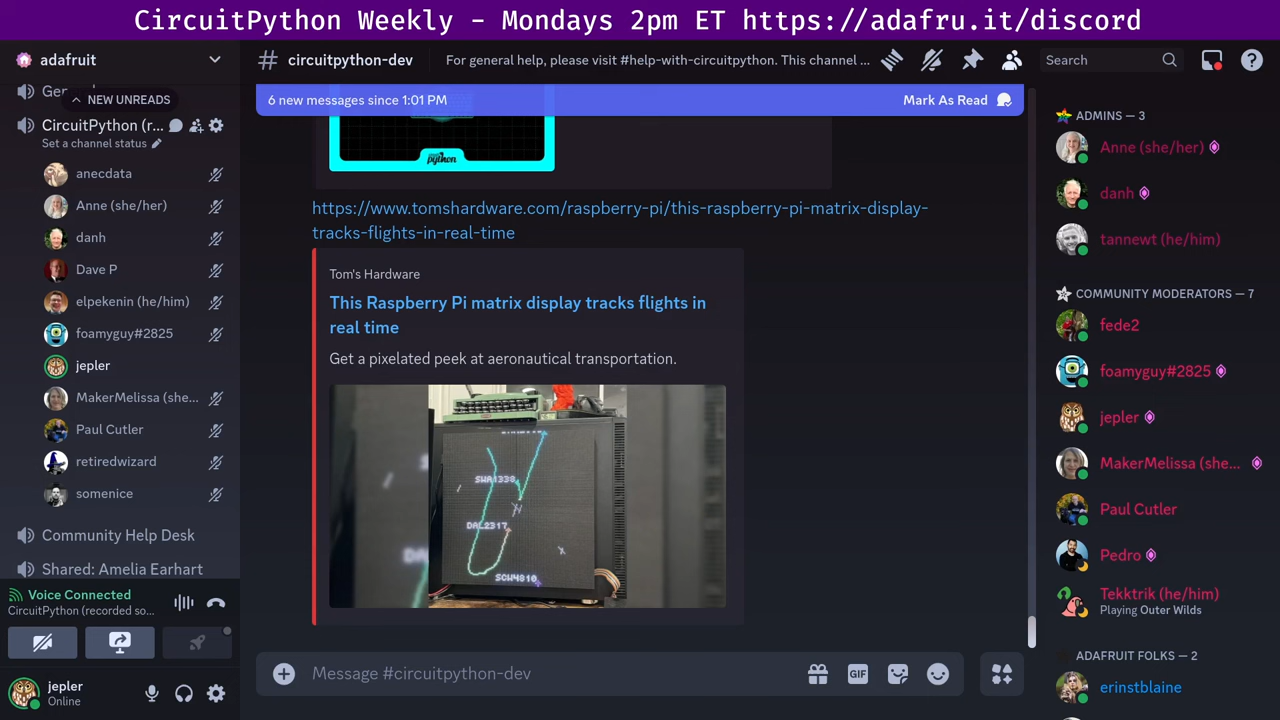 CircuitPython Weekly - Mondays 2pm ET https://adafru.it/discord
adafruit
NEW UNREADS
CircuitPython (r...
Set a channel status
anecdata
Anne (she/her)
danh
Dave P
elpekenin (he/him)
foamyguy#2825
jepler
MakerMelissa (she...
Paul Cutler
retiredwizard
somenice
Community Help Desk
Shared: Amelia Earhart
Voice Connected
CircuitPython (recorded so...
jepler
Online
circuitpython-dev
For general help, please visit #help-with-circuitpython. This channel ...
Search
6 new messages since 1:01 PM
Mark As Read
python
https://www.tomshardware.com/raspberry-pi/this-raspberry-pi-matrix-display-
tracks-flights-in-real-time
Tom's Hardware
This Raspberry Pi matrix display tracks flights in
real time
Get a pixelated peek at aeronautical transportation.
SWA1338
DAL2317
SCW4810
Message #circuitpython-dev
GIF
ADMINS — 3
Anne (she/her)
danh
tannewt (he/him)
COMMUNITY MODERATORS — 7
fede2
foamyguy#2825
jepler
MakerMelissa (she...
Paul Cutler
Pedro
Tekktrik (he/him)
Playing Outer Wilds
ADAFRUIT FOLKS — 2
erinstblaine